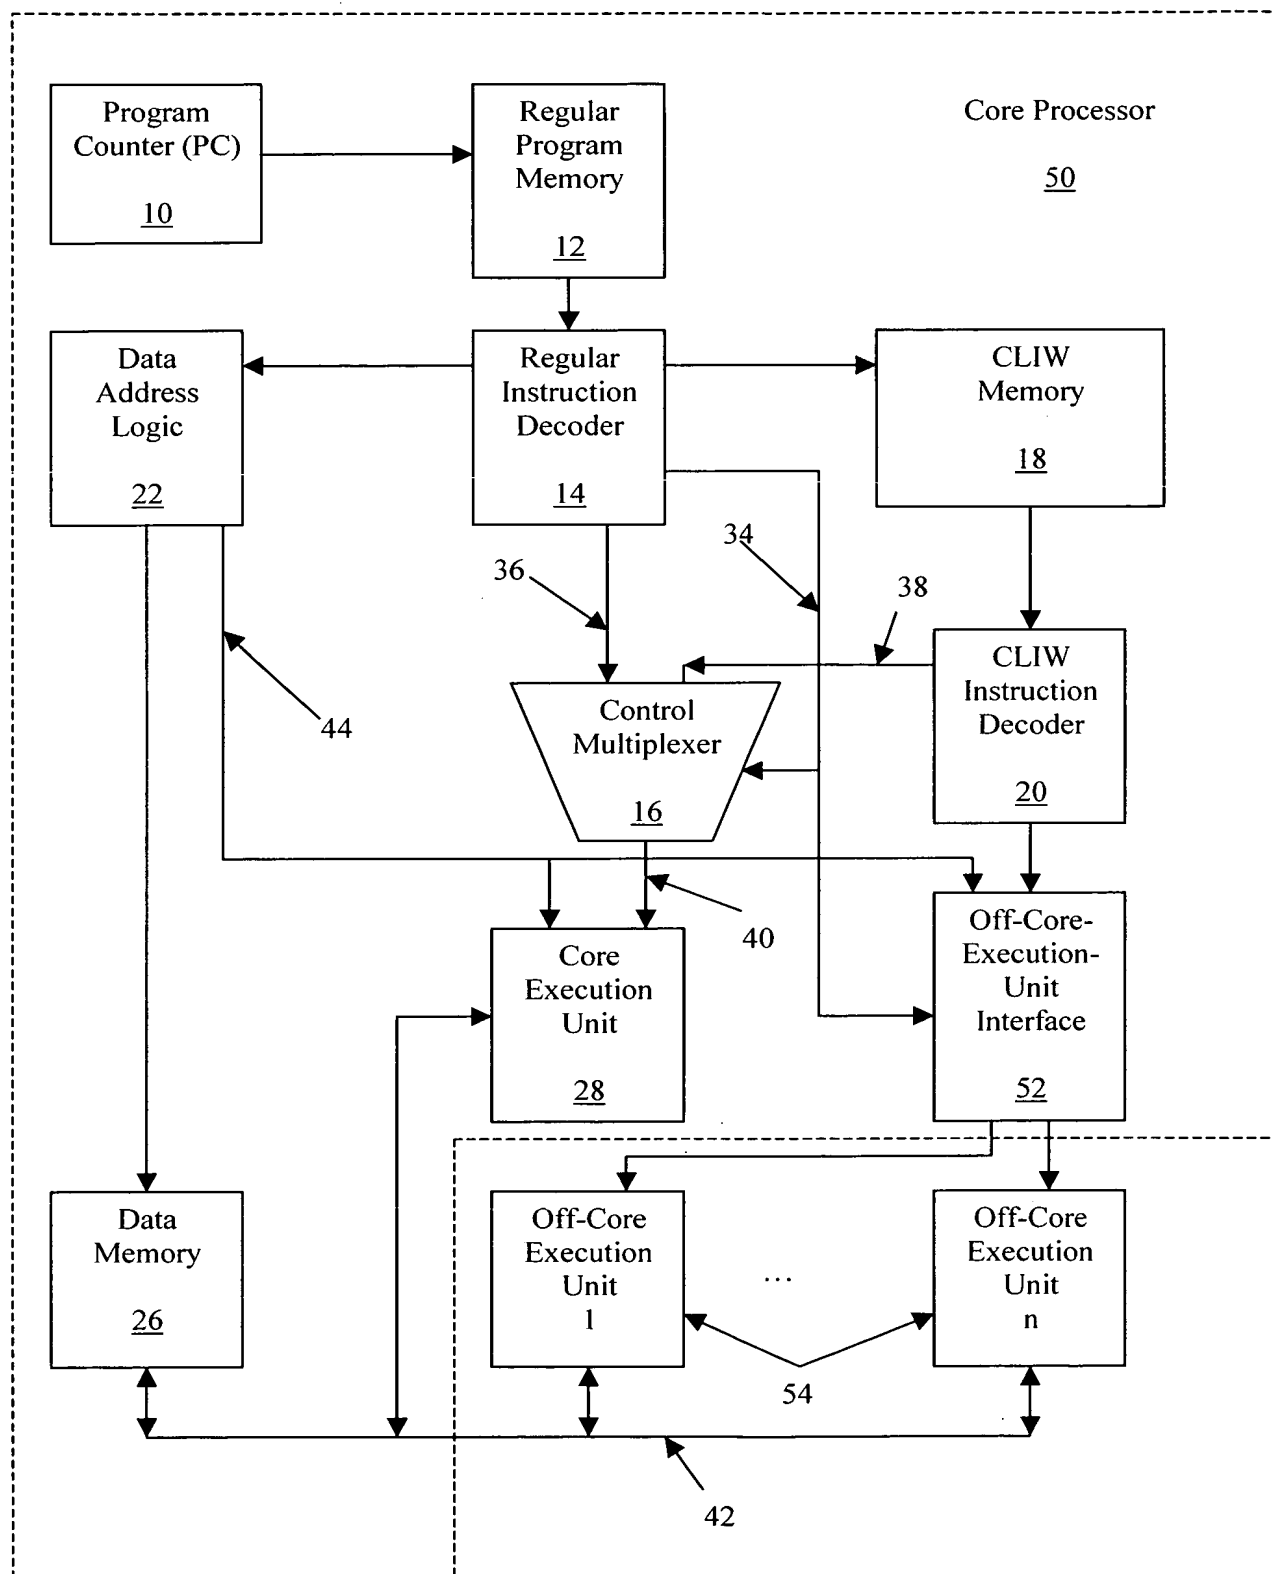 Program
Counter (PC)
10
Regular
Program
Memory
12
Core Processor
50
Data
Address
Logic
22
Regular
Instruction
Decoder
14
CLIW
Memory
18
34
36
38
44
Control
Multiplexer
16
CLIW
Instruction
Decoder
20
40
Core
Execution
Unit
28
Off-Core-
Execution-
Unit
Interface
52
Data
Memory
26
Off-Core
Execution
Unit
1
...
Off-Core
Execution
Unit
n
54
42